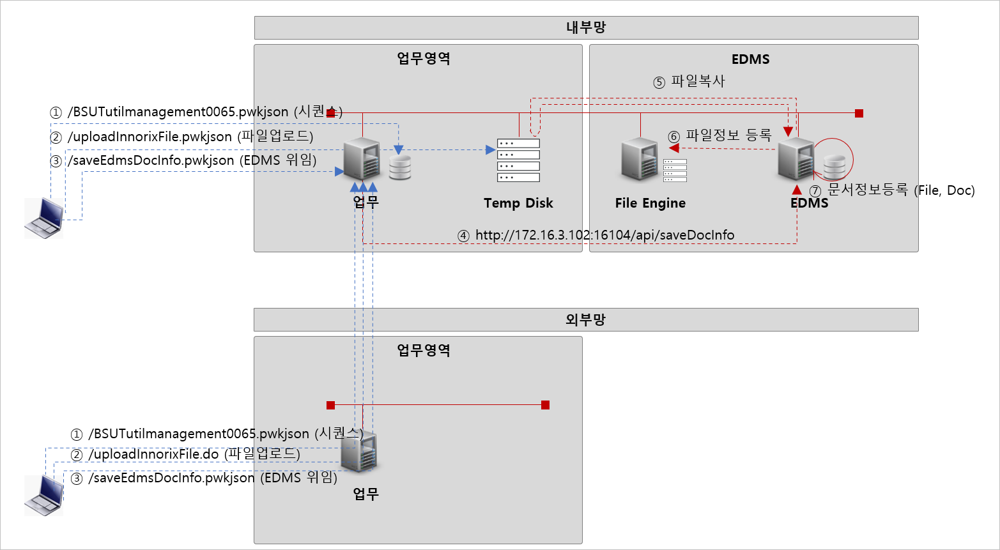 내부망
업무영역
EDMS
⑤ 파일복사
① /BSUTutilmanagement0065.pwkjson (시퀀스)
② /uploadInnorixFile.pwkjson (파일업로드)
⑥ 파일정보 등록
③ /saveEdmsDocInfo.pwkjson (EDMS 위임)
⑦ 문서정보등록 (File, Doc)
업무
Temp Disk
File Engine
EDMS
④ http://172.16.3.102:16104/api/saveDocInfo
외부망
업무영역
① /BSUTutilmanagement0065.pwkjson (시퀀스)
② /uploadInnorixFile.do (파일업로드)
③ /saveEdmsDocInfo.pwkjson (EDMS 위임)
업무